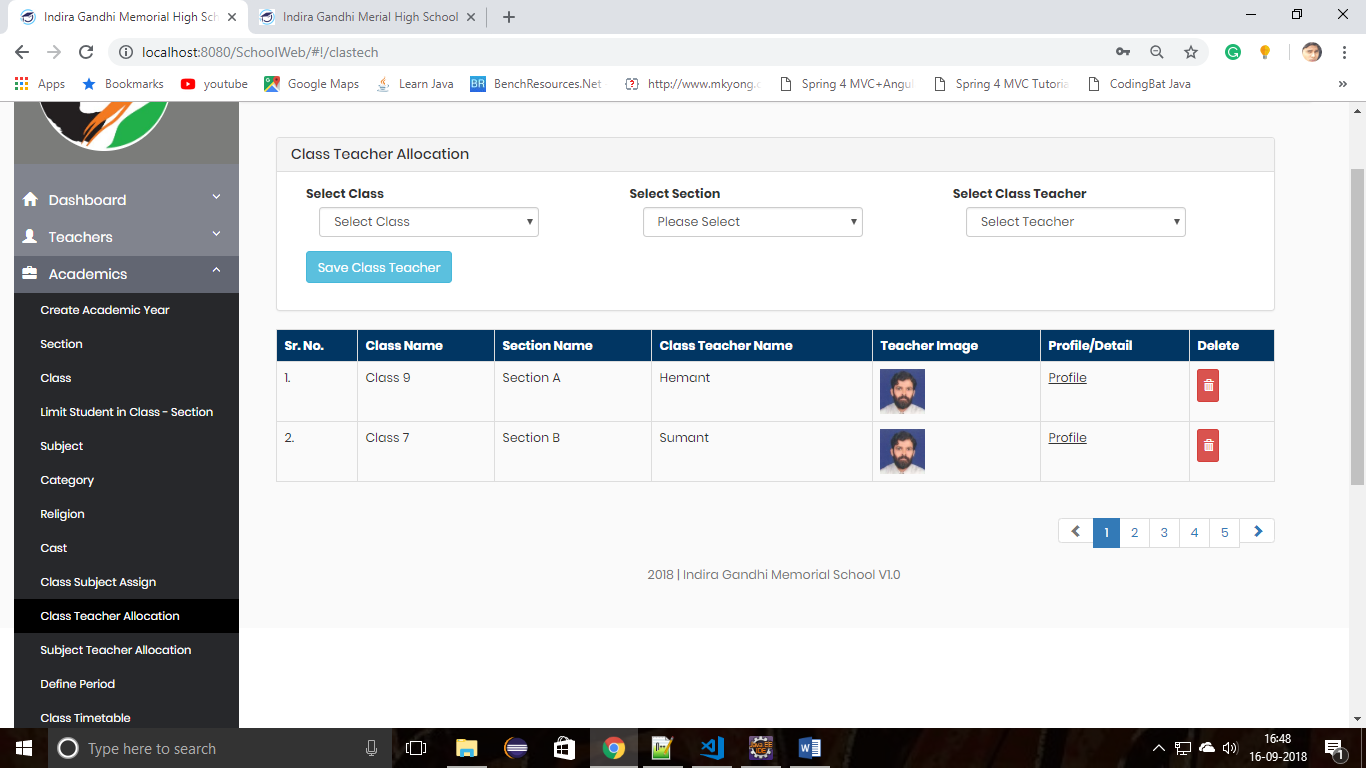 Indira Gandhi Memorial High Sch
Indira Gandhi Merial High School
localhost:8080/SchoolWeb/#!/clastech
Apps Bookmarks youtube Google Maps Learn Java BR BenchResources.Net http://www.mkyong.c Spring 4 MVC+Angul Spring 4 MVC Tutoria CodingBat Java »
Dashboard
Teachers
Academics
Create Academic Year
Section
Class
Limit Student in Class - Section
Subject
Category
Religion
Cast
Class Subject Assign
Class Teacher Allocation
Subject Teacher Allocation
Define Period
Class Timetable
Class Teacher Allocation
Select Class Select Section Select Class Teacher
Select Class Please Select Select Teacher
Save Class Teacher
Sr. No. Class Name Section Name Class Teacher Name Teacher Image Profile/Detail Delete
1. Class 9 Section A Hemant Profile
2. Class 7 Section B Sumant Profile
1 2 3 4 5
2018 | Indira Gandhi Memorial School V1.0
Type here to search
16:48
16-09-2018
1